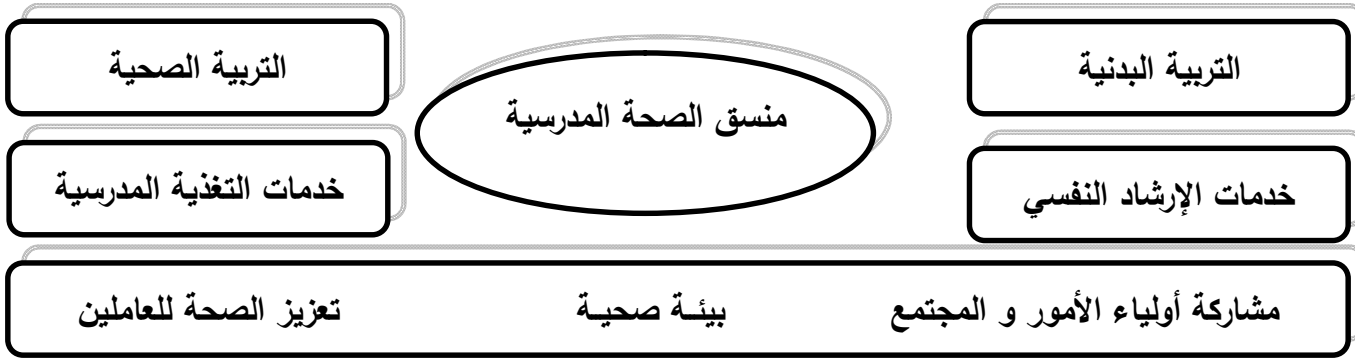 التربية البدنية
منسق الصحة المدرسية
التربية الصحية
خدمات الإرشاد النفسي
خدمات التغذية المدرسية
مشاركة أولياء الأمور و المجتمع
بيئة صحية
تعزيز الصحة للعاملين